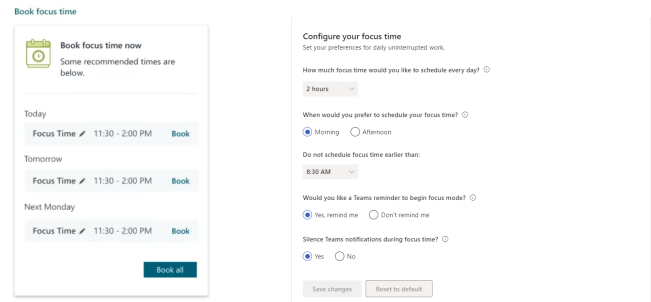 Book focus time
Book focus time now
Some recommended times are
below.
Today
Focus Time 11:30 - 2:00 PM Book
Tomorrow
Focus Time 11:30 - 2:00 PM Book
Next Monday
Focus Time 11:30 - 2:00 PM Book
Book all
Configure your focus time
Set your preferences for daily uninterrupted work.
How much focus time would you like to schedule every day?
2 hours
When would you prefer to schedule your focus time?
Morning Afternoon
Do not schedule focus time earlier than:
8:30 AM
Would you like a Teams reminder to begin focus mode?
Yes, remind me Don't remind me
Silence Teams notifications during focus time?
Yes No
Save changes Reset to default